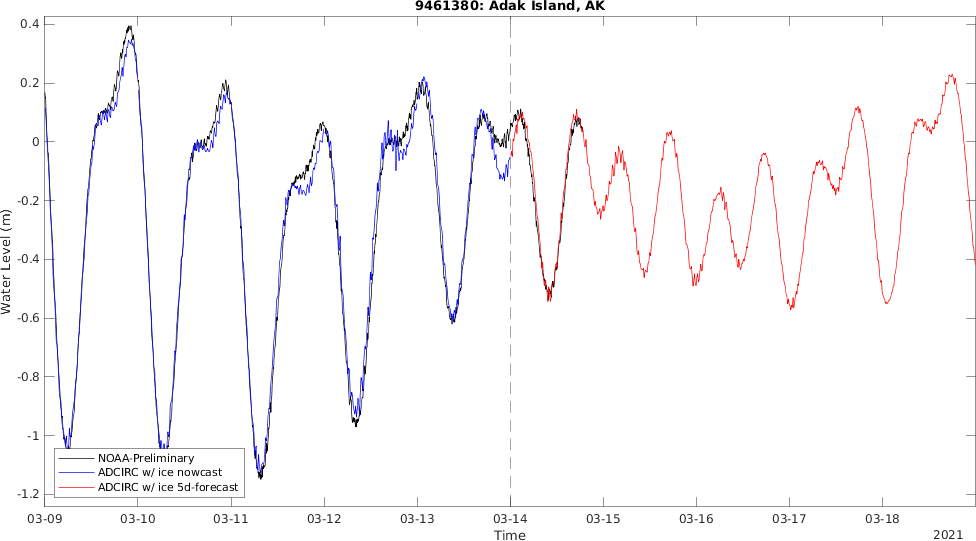 9461380: Adak Island, AK
0.4
0.2
0
-0.2
-0.4
-0.6
-0.8
-1
-1.2
Water Level (m)
NOAA-Preliminary
ADCIRC w/ ice nowcast
ADCIRC w/ ice 5d-forecast
03-09 03-10 03-11 03-12 03-13 03-14 03-15 03-16 03-17 03-18
Time
2021